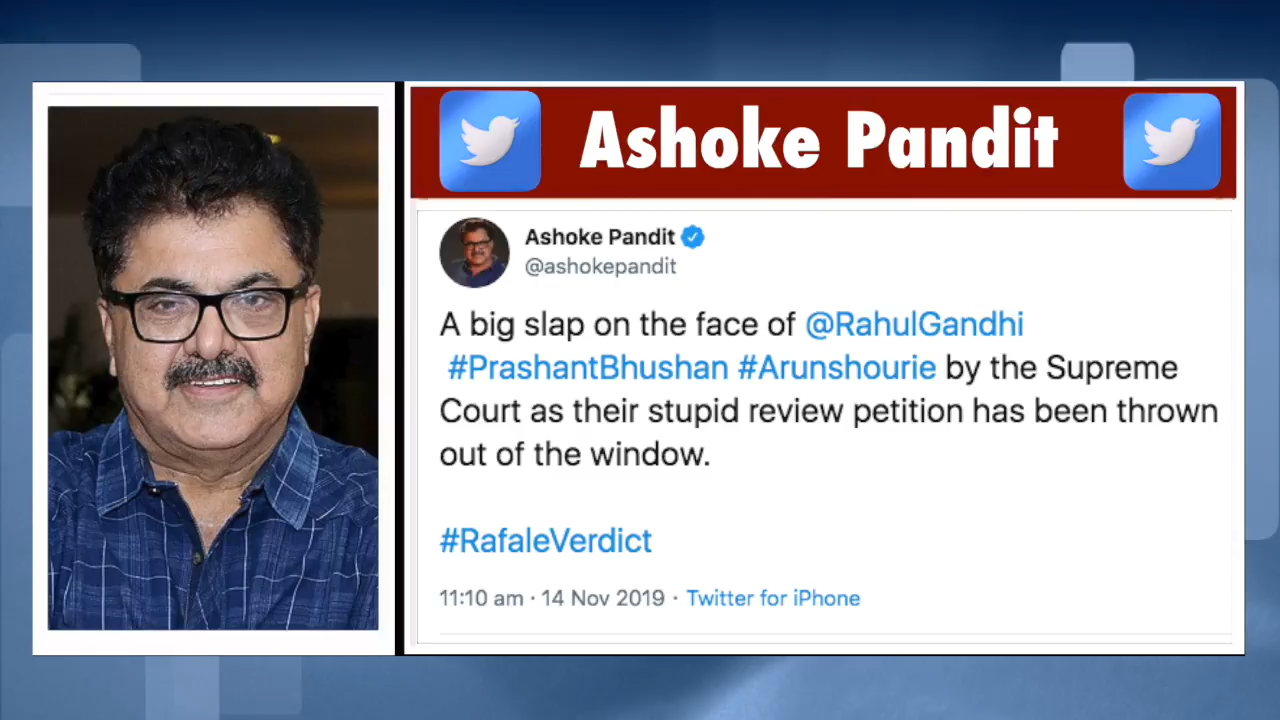 Ashoke Pandit
Ashoke Pandit
@ashokepandit
A big slap on the face of @RahulGandhi
#PrashantBhushan #Arunshourie by the Supreme
Court as their stupid review petition has been thrown
out of the window.
#RafaleVerdict
11:10 am · 14 Nov 2019 · Twitter for iPhone